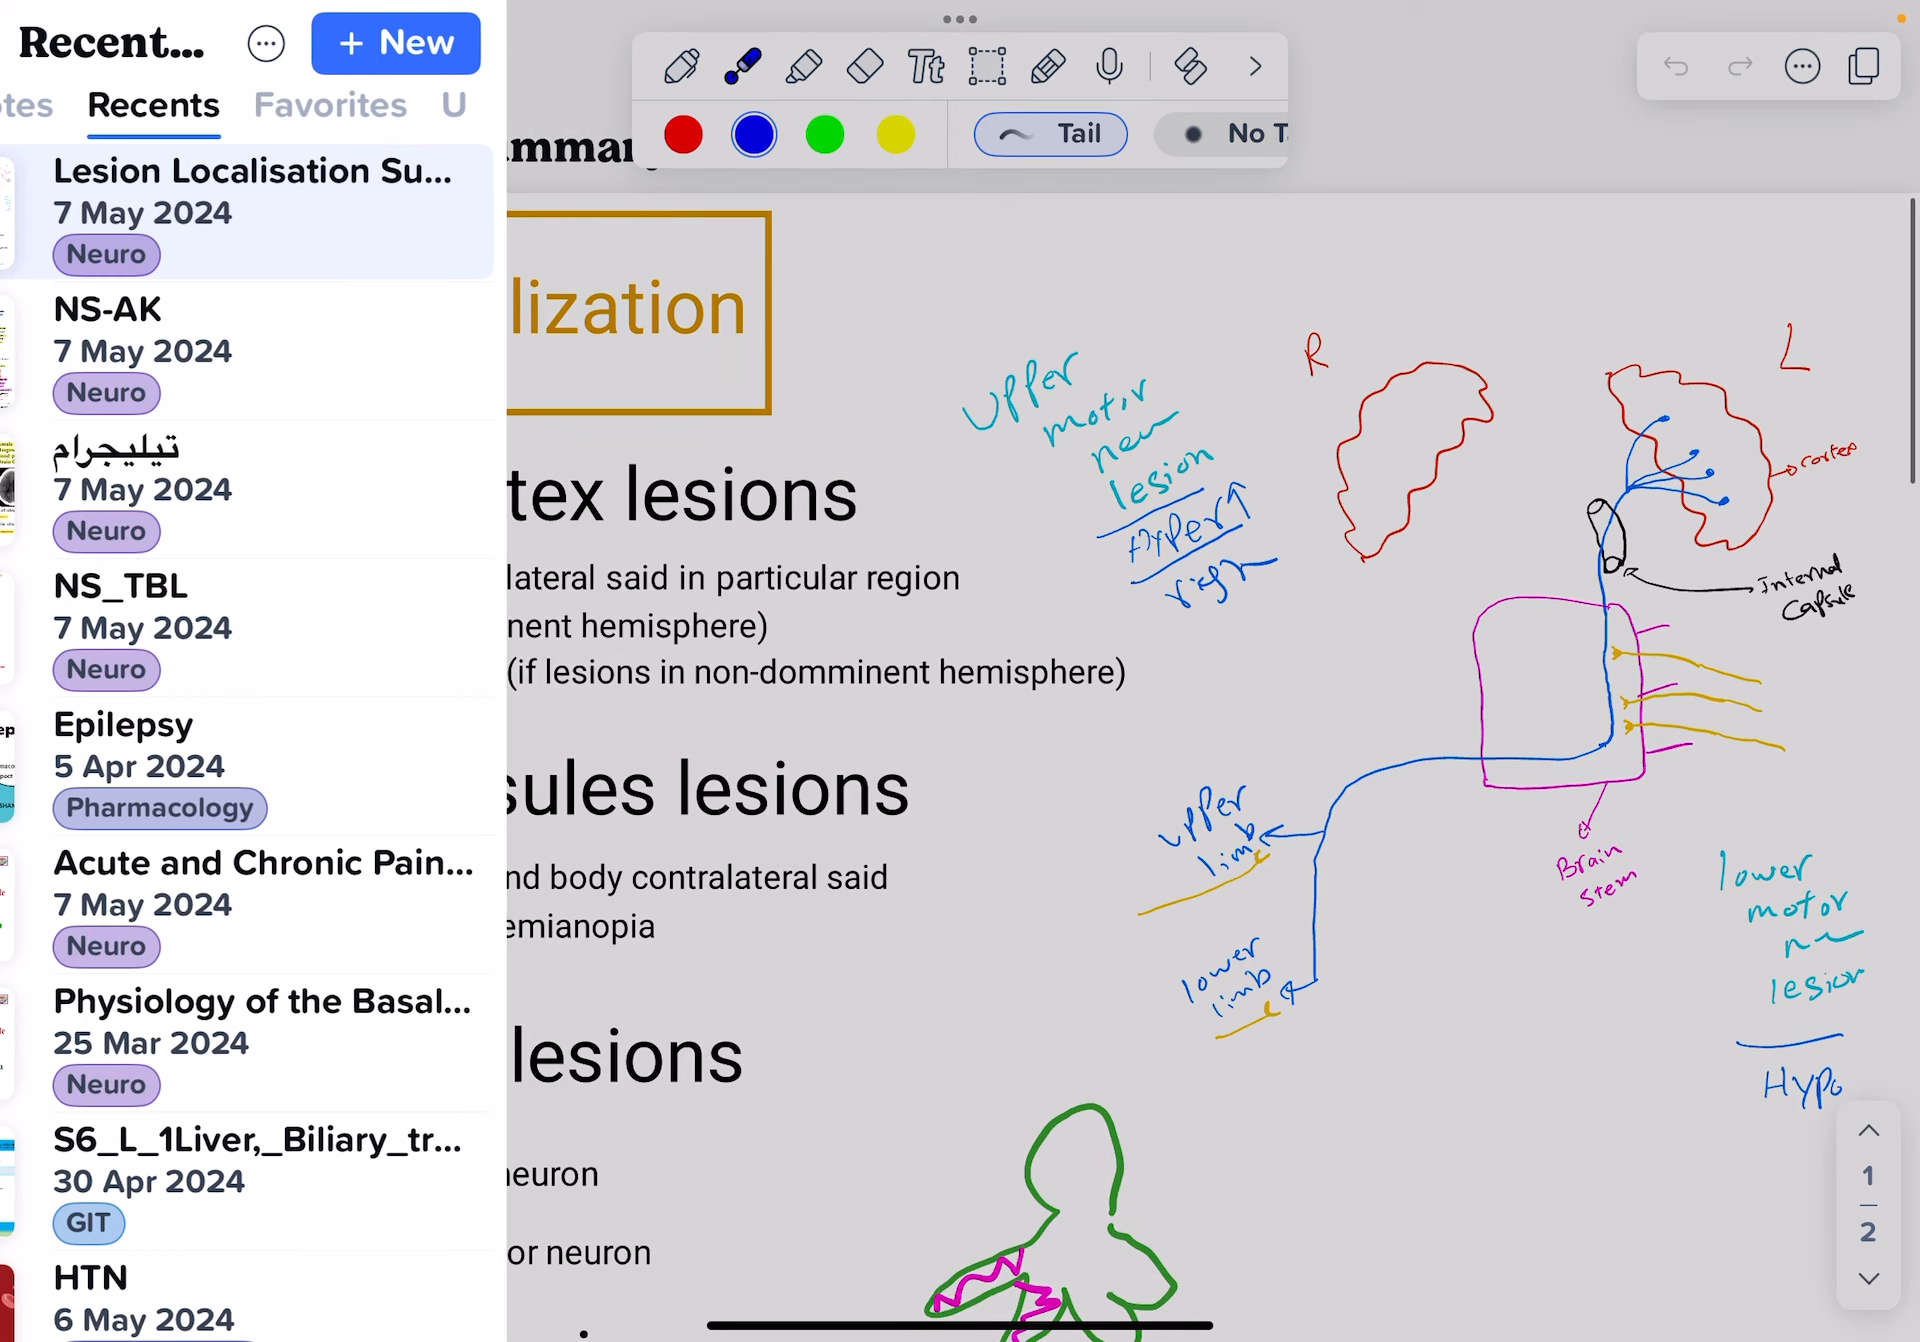 Recent...
+ New
otes
Recents
Favorites
U
Lesion Localisation Su...
7 May 2024
Neuro
NS-AK
7 May 2024
Neuro
تيليجرام
7 May 2024
Neuro
NS_TBL
7 May 2024
Neuro
Epilepsy
5 Apr 2024
Pharmacology
Acute and Chronic Pain...
7 May 2024
Neuro
Physiology of the Basal...
25 Mar 2024
Neuro
S6_L_1Liver,_Biliary_tr...
30 Apr 2024
GIT
HTN
6 May 2024
Tt
Tail
No T
mmar
lization
tex lesions
lateral said in particular region
nent hemisphere)
(if lesions in non-domminent hemisphere)
sules lesions
nd body contralateral said
emianopia
lesions
neuron
or neuron
Upper
motor
neu
lesion
Hyper↑
right
R
L
cortex
Internal
Capsule
Brain
stem
upper
limb
lower
limb
lower
motor
lesion
Hypo
1
2